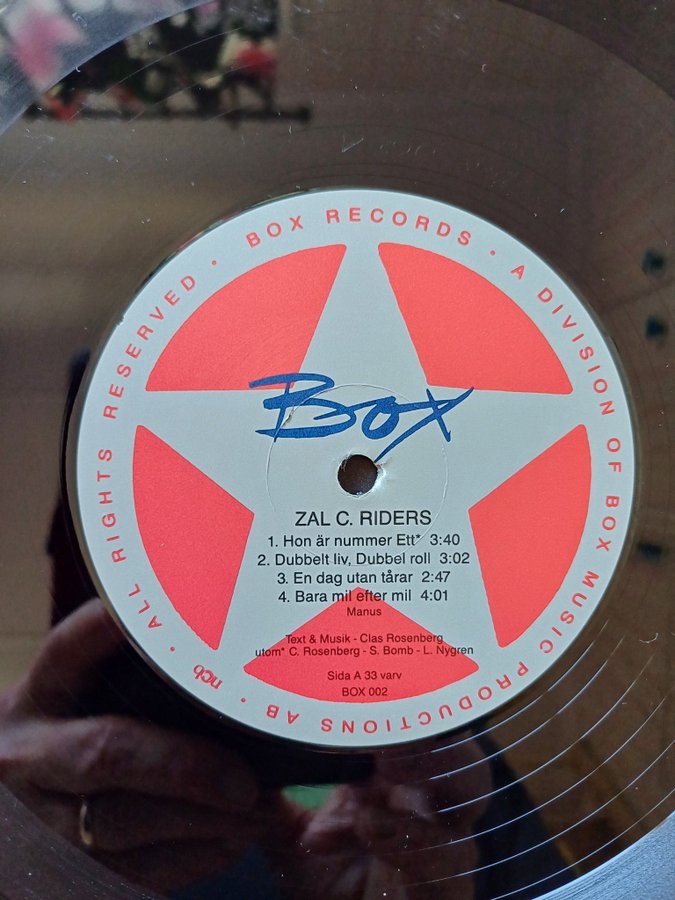 BOX RECORDS • A DIVISION OF BOX MUSIC PRODUCTIONS AB • ncb • ALL RIGHTS RESERVED •
Box
ZAL C. RIDERS
1. Hon är nummer Ett* 3:40
2. Dubbelt liv, Dubbel roll 3:02
3. En dag utan tårar 2:47
4. Bara mil efter mil 4:01
Manus
Text & Musik - Clas Rosenberg
utom* C. Rosenberg - S. Bomb - L. Nygren
Sida A 33 varv
BOX 002